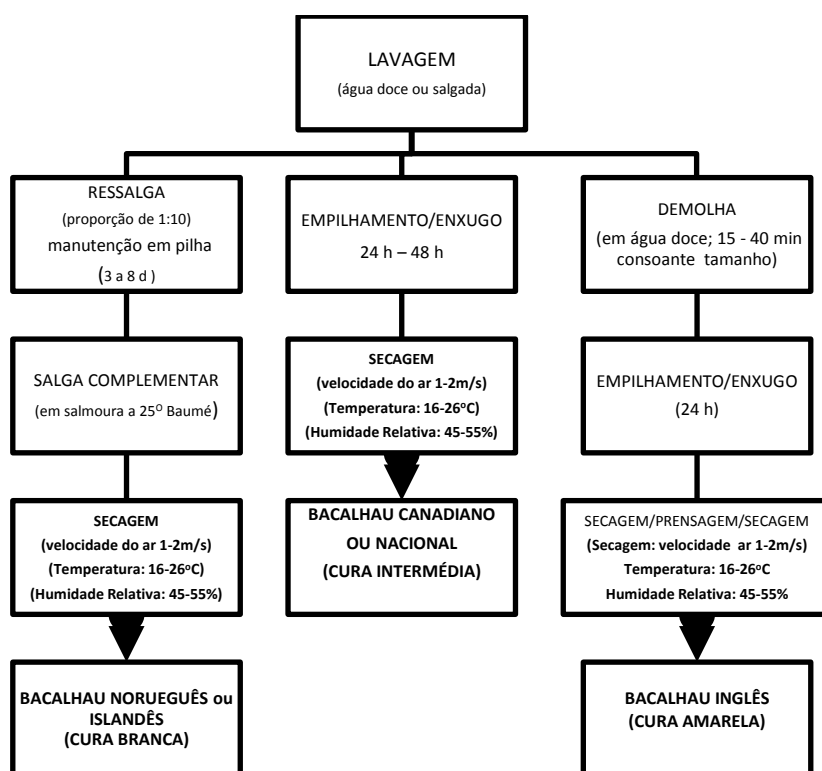 LAVAGEM
(água doce ou salgada)
RESSALGA
(proporção de 1:10)
manutenção em pilha
(3 a 8 d )
EMPILHAMENTO/ENXUGO
24 h – 48 h
DEMOLHA
(em água doce; 15 - 40 min
consoante tamanho)
SALGA COMPLEMENTAR
(em salmoura a 25º Baumé)
SECAGEM
(velocidade do ar 1-2m/s)
(Temperatura: 16-26ºC)
(Humidade Relativa: 45-55%)
EMPILHAMENTO/ENXUGO
(24 h)
SECAGEM
(velocidade do ar 1-2m/s)
(Temperatura: 16-26ºC)
(Humidade Relativa: 45-55%)
BACALHAU CANADIANO
OU NACIONAL
(CURA INTERMÉDIA)
SECAGEM/PRENSAGEM/SECAGEM
(Secagem: velocidade ar 1-2m/s)
Temperatura: 16-26ºC
Humidade Relativa: 45-55%
BACALHAU NORUEGUÊS ou
ISLANDÊS
(CURA BRANCA)
BACALHAU INGLÊS
(CURA AMARELA)